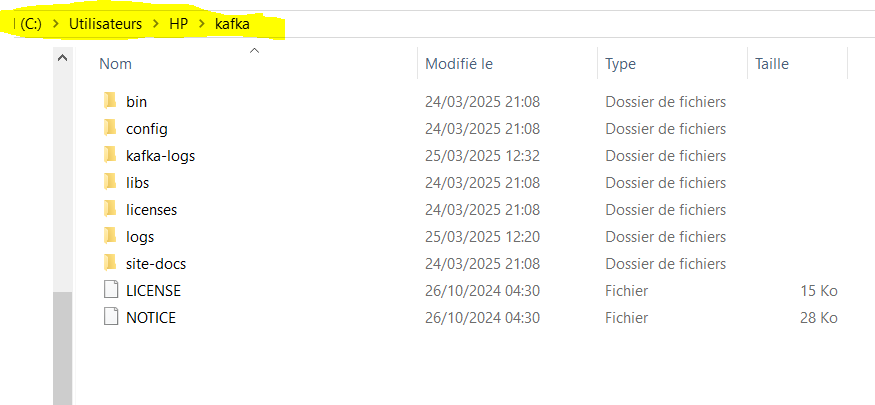 (C:) > Utilisateurs > HP > kafka
Nom Modifié le Type Taille
bin 24/03/2025 21:08 Dossier de fichiers
config 24/03/2025 21:08 Dossier de fichiers
kafka-logs 25/03/2025 12:32 Dossier de fichiers
libs 24/03/2025 21:08 Dossier de fichiers
licenses 24/03/2025 21:08 Dossier de fichiers
logs 25/03/2025 12:20 Dossier de fichiers
site-docs 24/03/2025 21:08 Dossier de fichiers
LICENSE 26/10/2024 04:30 Fichier 15 Ko
NOTICE 26/10/2024 04:30 Fichier 28 Ko